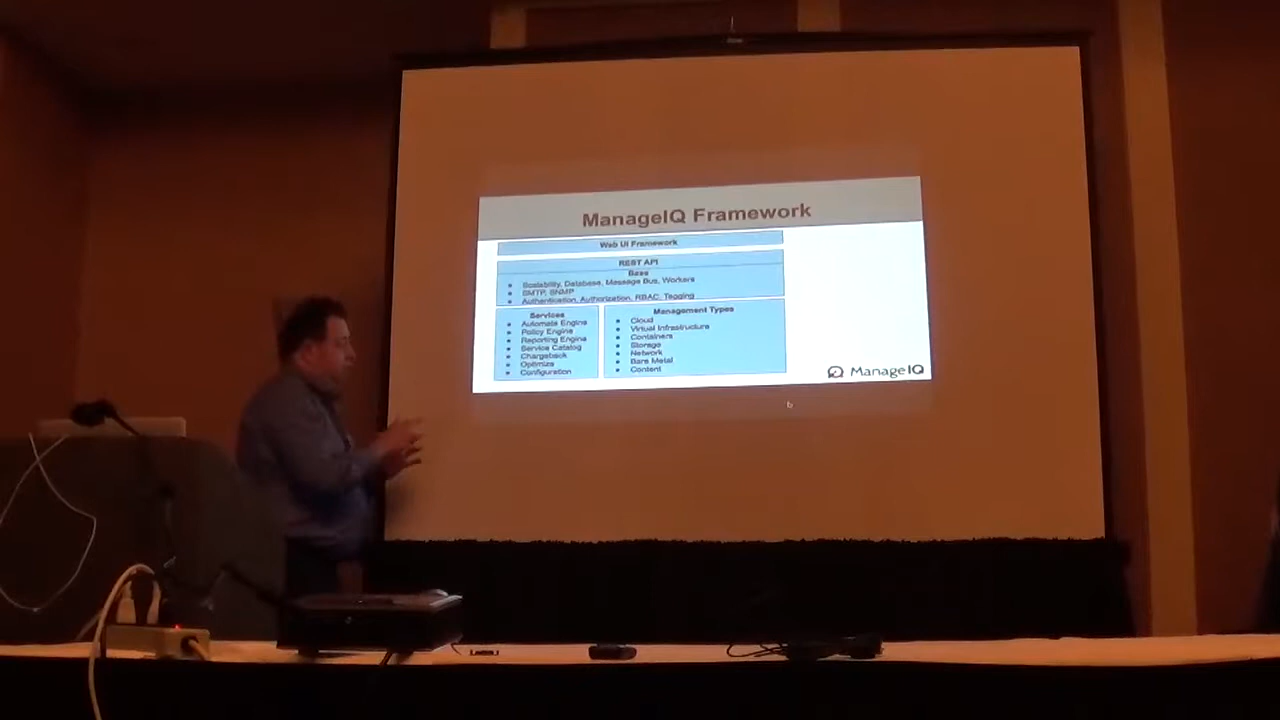 ManageIQ Framework
Web UI Framework
REST API
Base
Scalability, Database, Message Bus, Workers
SMTP, SNMP
Authentication, Authorization, RBAC, Tagging
Services
Automate Engine
Policy Engine
Reporting Engine
Service Catalog
Chargeback
Optimize
Configuration
Management Types
Cloud
Virtual Infrastructure
Containers
Storage
Network
Bare Metal
Content
ManageIQ